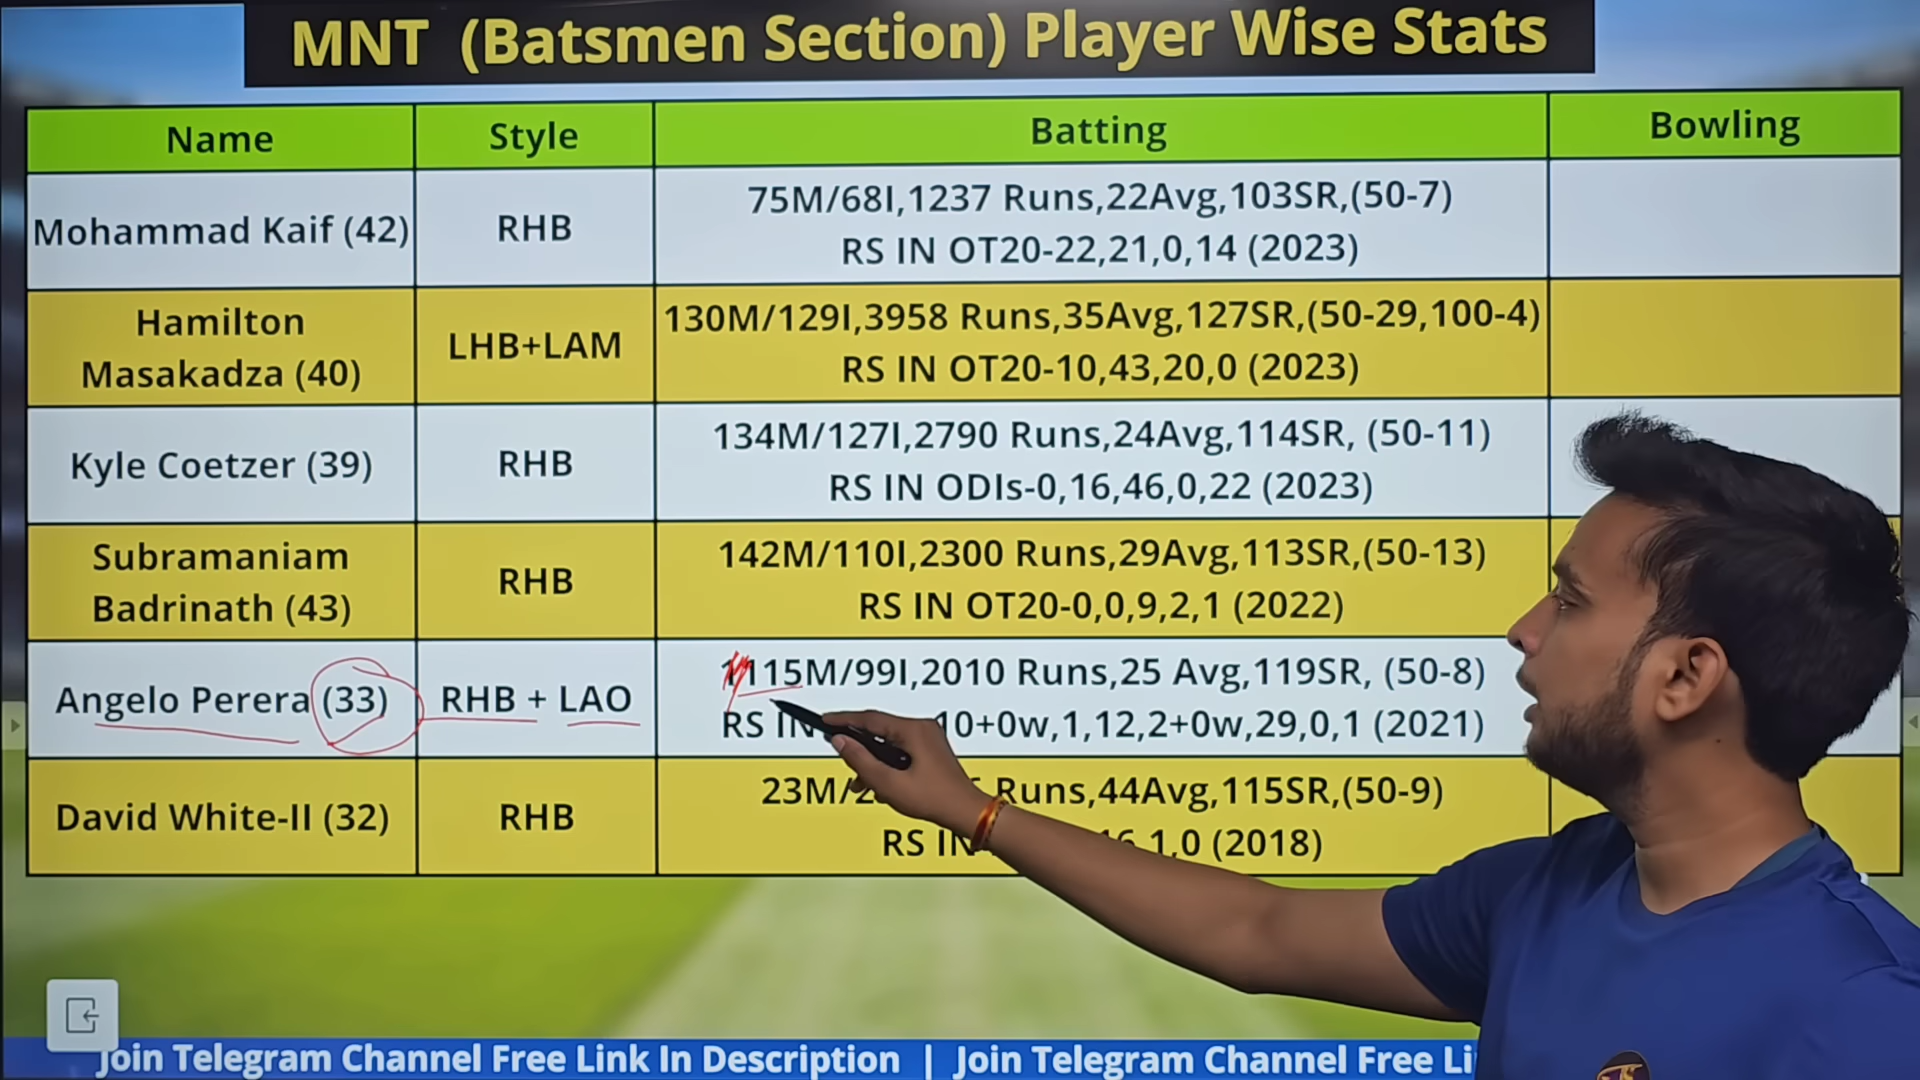 MNT (Batsmen Section) Player Wise Stats
Name Style Batting Bowling
Mohammad Kaif (42) RHB 75M/68I,1237 Runs,22Avg,103SR,(50-7)
RS IN OT20-22,21,0,14 (2023)
Hamilton
Masakadza (40) LHB+LAM 130M/129I,3958 Runs,35Avg,127SR,(50-29,100-4)
RS IN OT20-10,43,20,0 (2023)
Kyle Coetzer (39) RHB 134M/127I,2790 Runs,24Avg,114SR, (50-11)
RS IN ODIs-0,16,46,0,22 (2023)
Subramaniam
Badrinath (43) RHB 142M/110I,2300 Runs,29Avg,113SR,(50-13)
RS IN OT20-0,0,9,2,1 (2022)
Angelo Perera (33) RHB + LAO 1115M/99I,2010 Runs,25 Avg,119SR, (50-8)
RS IN 10+0w,1,12,2+0w,29,0,1 (2021)
David White-II (32) RHB 23M/ Runs,44Avg,115SR,(50-9)
RS IN 1,0 (2018)
Join Telegram Channel Free Link In Description | Join Telegram Channel Free